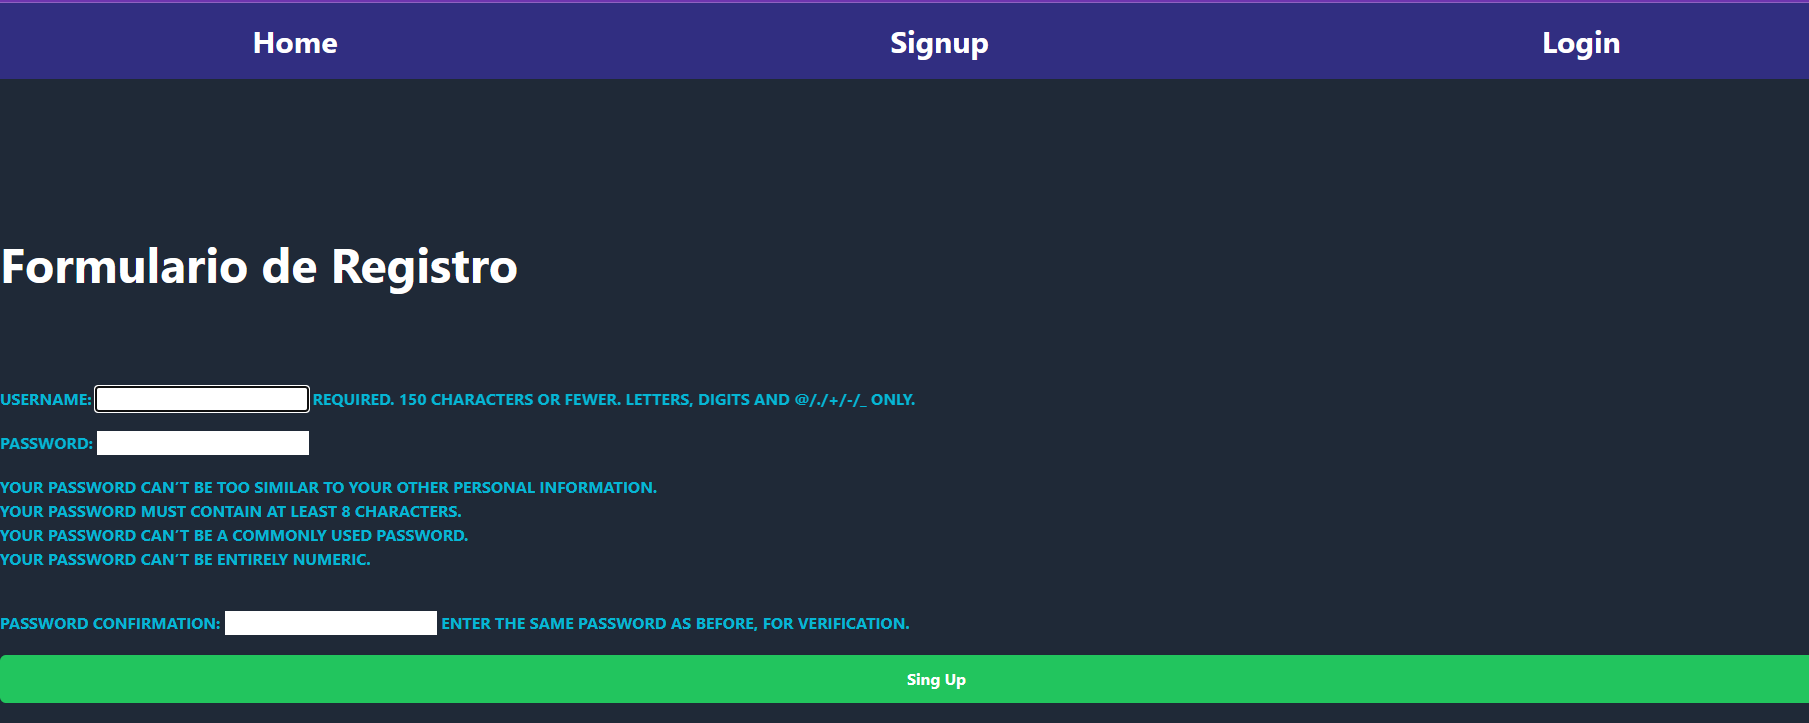 Home Signup Login
Formulario de Registro
USERNAME: REQUIRED. 150 CHARACTERS OR FEWER. LETTERS, DIGITS AND @/./+/-/_ ONLY.
PASSWORD:
YOUR PASSWORD CAN’T BE TOO SIMILAR TO YOUR OTHER PERSONAL INFORMATION.
YOUR PASSWORD MUST CONTAIN AT LEAST 8 CHARACTERS.
YOUR PASSWORD CAN’T BE A COMMONLY USED PASSWORD.
YOUR PASSWORD CAN’T BE ENTIRELY NUMERIC.
PASSWORD CONFIRMATION: ENTER THE SAME PASSWORD AS BEFORE, FOR VERIFICATION.
Sing Up